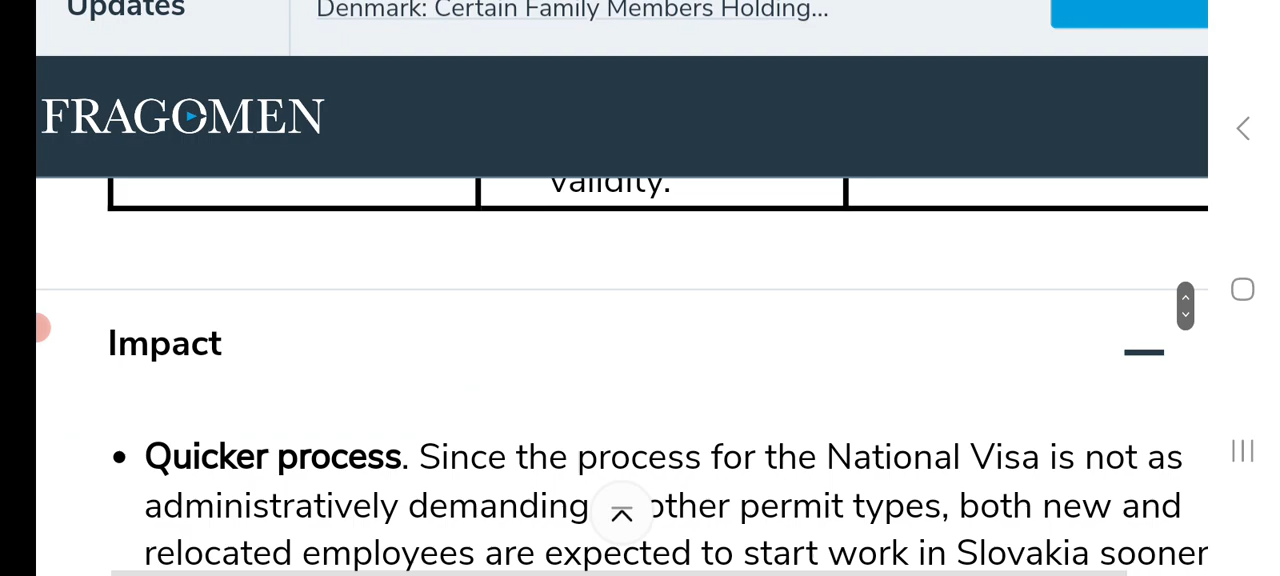 Updates
Denmark: Certain Family Members Holding...
FRAGOMEN
validity.
Impact
• Quicker process. Since the process for the National Visa is not as
administratively demanding other permit types, both new and
relocated employees are expected to start work in Slovakia sooner